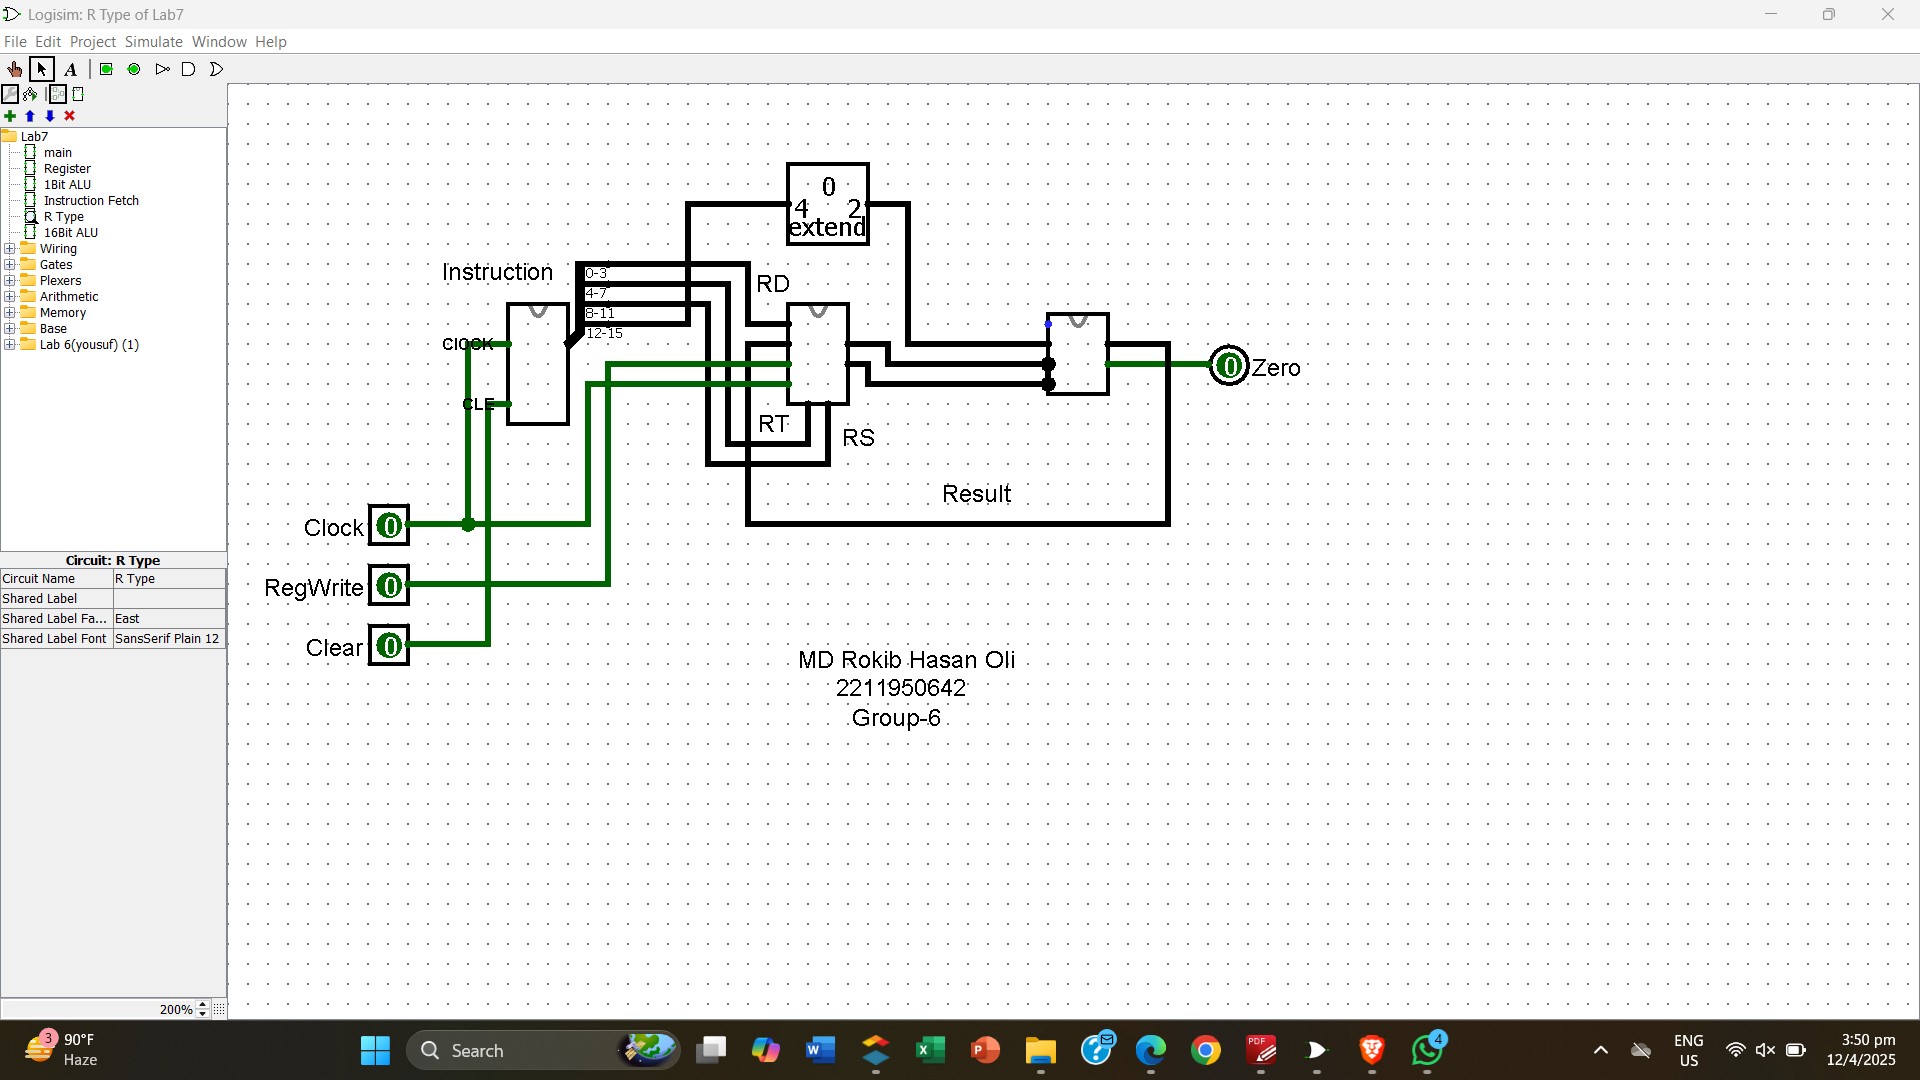 Logisim: R Type of Lab7
File Edit Project Simulate Window Help
A
Lab7
main
Register
1Bit ALU
Instruction Fetch
R Type
16Bit ALU
Wiring
Gates
Plexers
Arithmetic
Memory
Base
Lab 6(yousuf) (1)
Circuit: R Type
Circuit Name R Type
Shared Label
Shared Label Fa... East
Shared Label Font SansSerif Plain 12
200%
0
4 2
extend
Instruction
0-3
4-7
8-11
12-15
RD
ClOCK
CLE
RT
RS
0 Zero
Result
Clock 0
RegWrite 0
Clear 0
MD Rokib Hasan Oli
2211950642
Group-6
3
90°F
Haze
Search
W
X
P
PDF
4
ENG
US
3:50 pm
12/4/2025